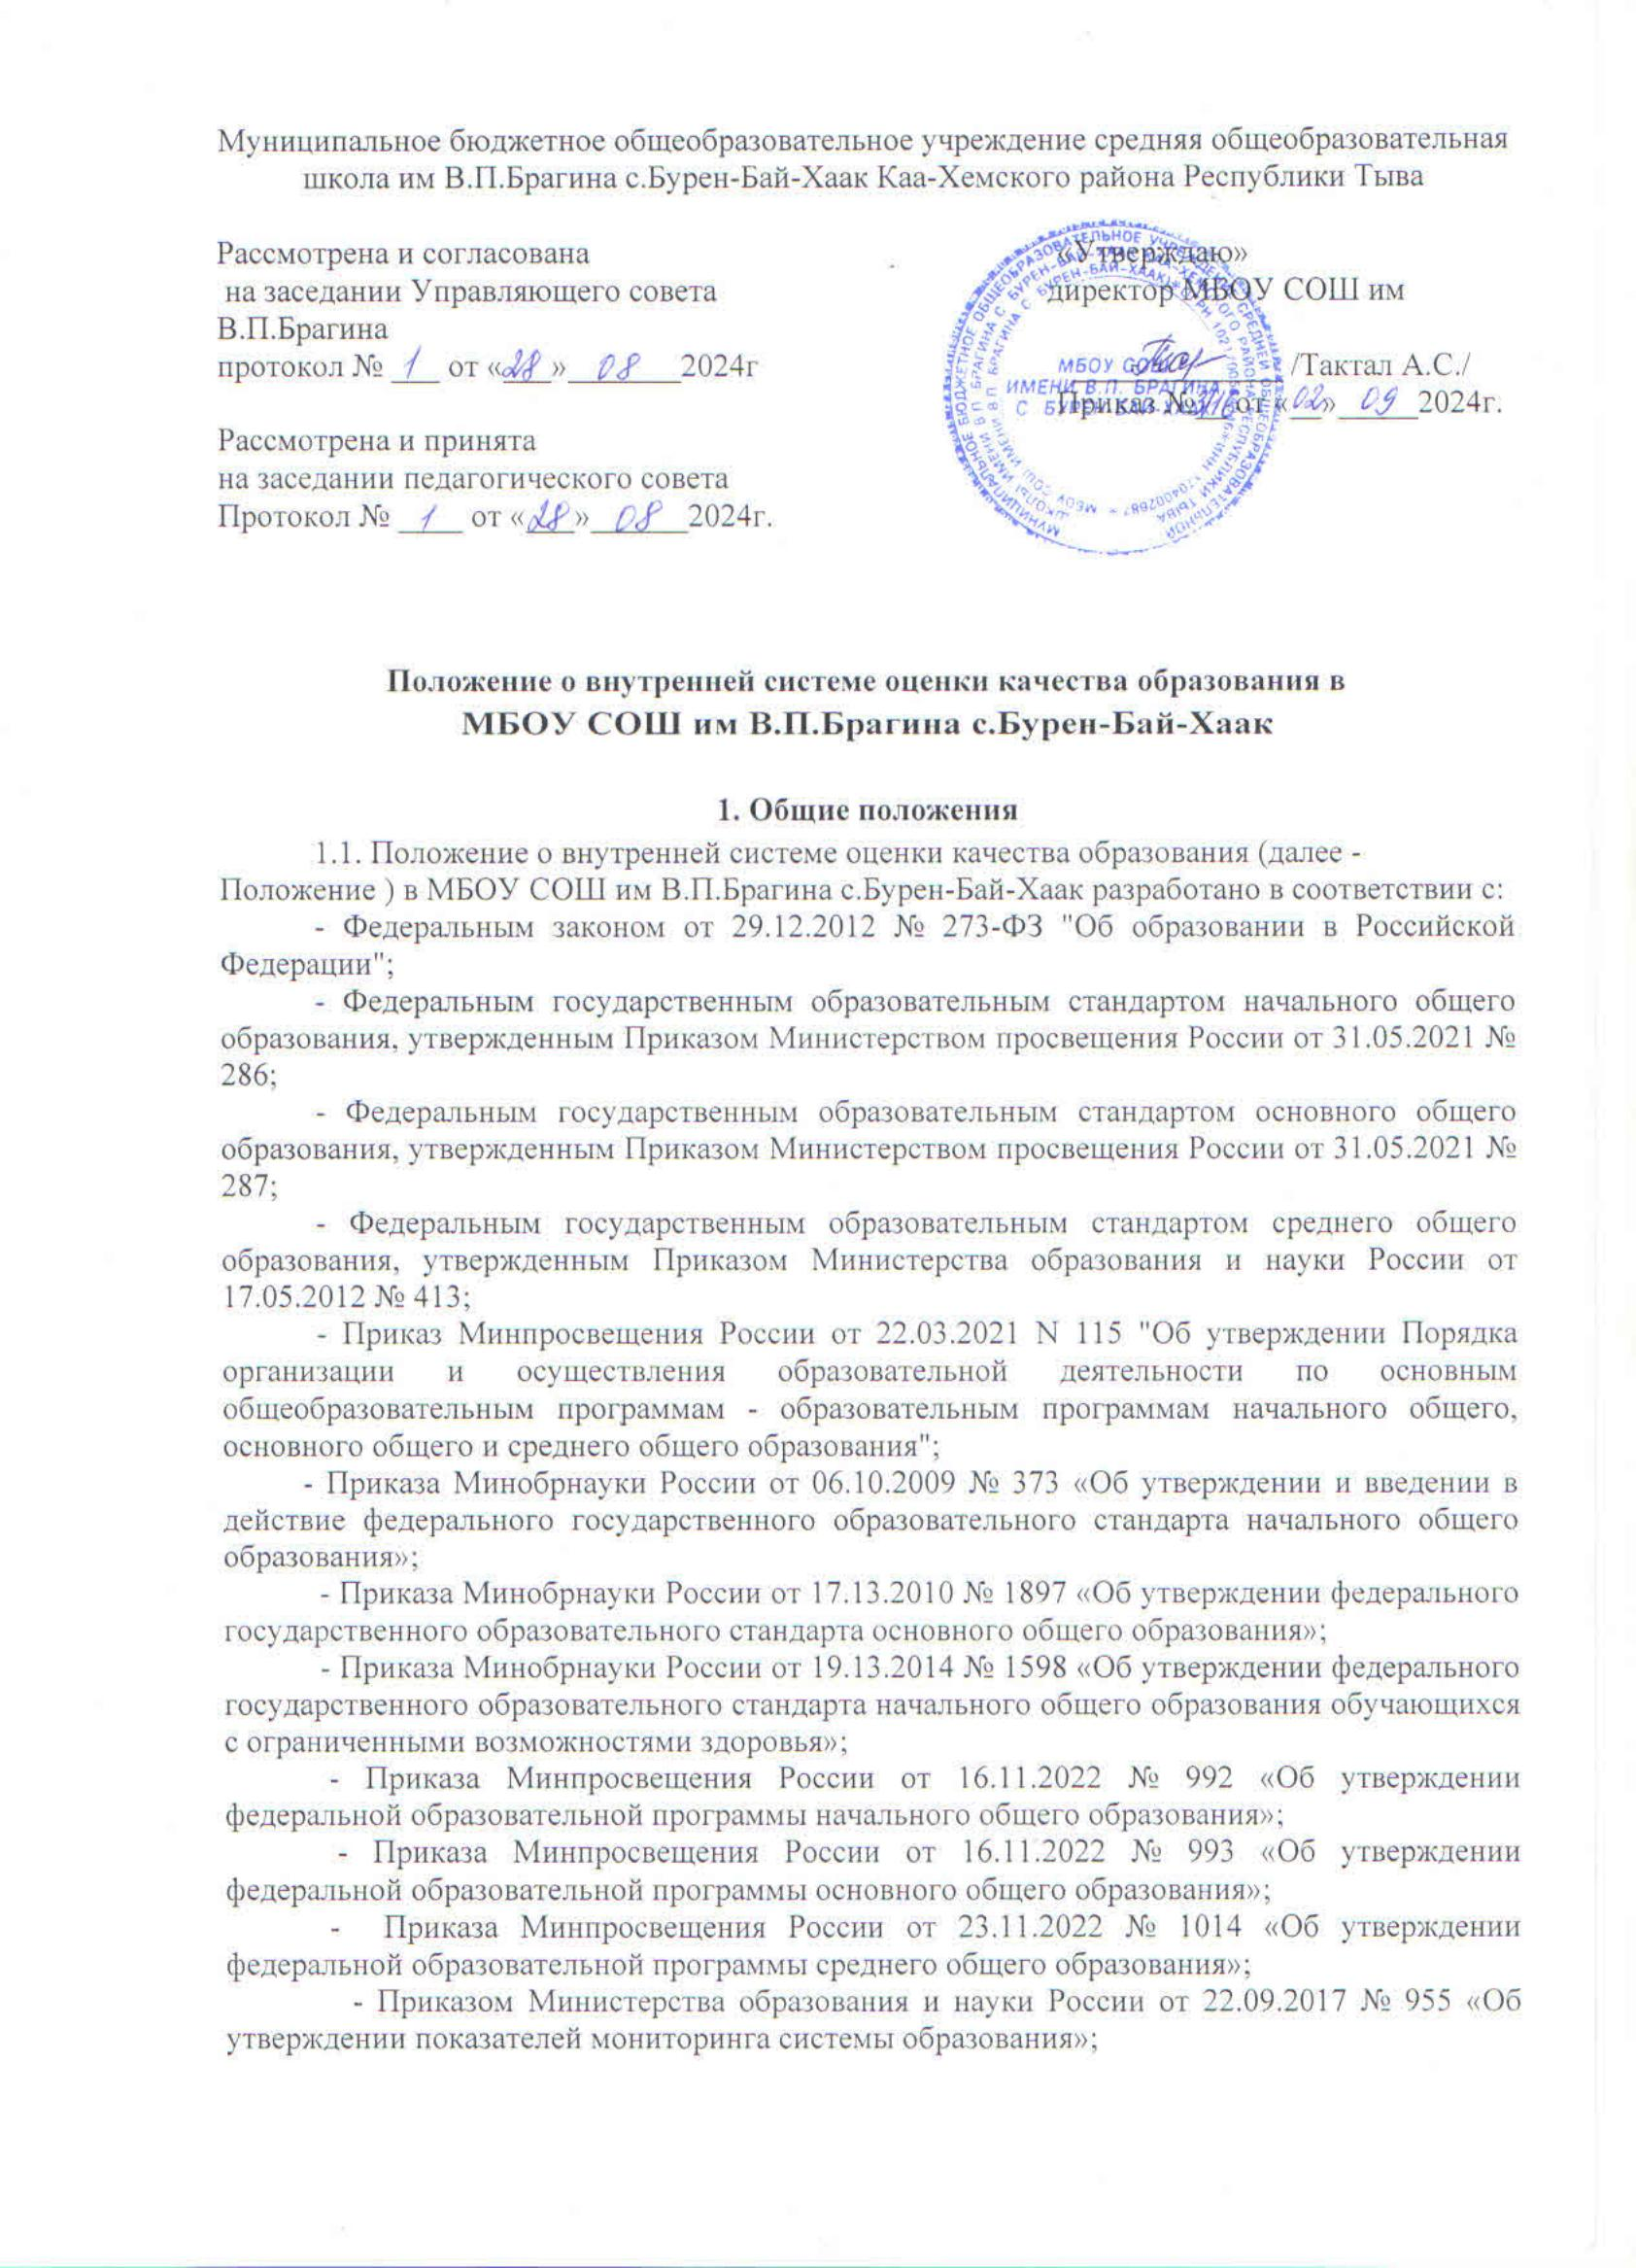 Муниципальное бюджетное общеобразовательное учреждение средняя общеобразовательная
школа им В.П.Брагина с.Бурен-Бай-Хаак Каа-Хемского района Республики Тыва
Рассмотрена и согласована
на заседании Управляющего совета
В.П.Брагина
протокол № 1 от «28» 08 2024г
Рассмотрена и принята
на заседании педагогического совета
Протокол № 1 от «28» 08 2024г.
«Утверждаю»
директор МБОУ СОШ им
/Тактал А.С./
Приказ № от «02» 09 2024г.
МБОУ СОШ
ИМЕНИ В.П. БРАГИНА
Положение о внутренней системе оценки качества образования в
МБОУ СОШ им В.П.Брагина с.Бурен-Бай-Хаак
1. Общие положения
1.1. Положение о внутренней системе оценки качества образования (далее -
Положение ) в МБОУ СОШ им В.П.Брагина с.Бурен-Бай-Хаак разработано в соответствии с:
- Федеральным законом от 29.12.2012 № 273-ФЗ "Об образовании в Российской
Федерации";
- Федеральным государственным образовательным стандартом начального общего
образования, утвержденным Приказом Министерством просвещения России от 31.05.2021 №
286;
- Федеральным государственным образовательным стандартом основного общего
образования, утвержденным Приказом Министерством просвещения России от 31.05.2021 №
287;
- Федеральным государственным образовательным стандартом среднего общего
образования, утвержденным Приказом Министерства образования и науки России от
17.05.2012 № 413;
- Приказ Минпросвещения России от 22.03.2021 N 115 "Об утверждении Порядка
организации и осуществления образовательной деятельности по основным
общеобразовательным программам - образовательным программам начального общего,
основного общего и среднего общего образования";
- Приказа Минобрнауки России от 06.10.2009 № 373 «Об утверждении и введении в
действие федерального государственного образовательного стандарта начального общего
образования»;
- Приказа Минобрнауки России от 17.13.2010 № 1897 «Об утверждении федерального
государственного образовательного стандарта основного общего образования»;
- Приказа Минобрнауки России от 19.13.2014 № 1598 «Об утверждении федерального
государственного образовательного стандарта начального общего образования обучающихся
с ограниченными возможностями здоровья»;
- Приказа Минпросвещения России от 16.11.2022 № 992 «Об утверждении
федеральной образовательной программы начального общего образования»;
- Приказа Минпросвещения России от 16.11.2022 № 993 «Об утверждении
федеральной образовательной программы основного общего образования»;
- Приказа Минпросвещения России от 23.11.2022 № 1014 «Об утверждении
федеральной образовательной программы среднего общего образования»;
- Приказом Министерства образования и науки России от 22.09.2017 № 955 «Об
утверждении показателей мониторинга системы образования»;